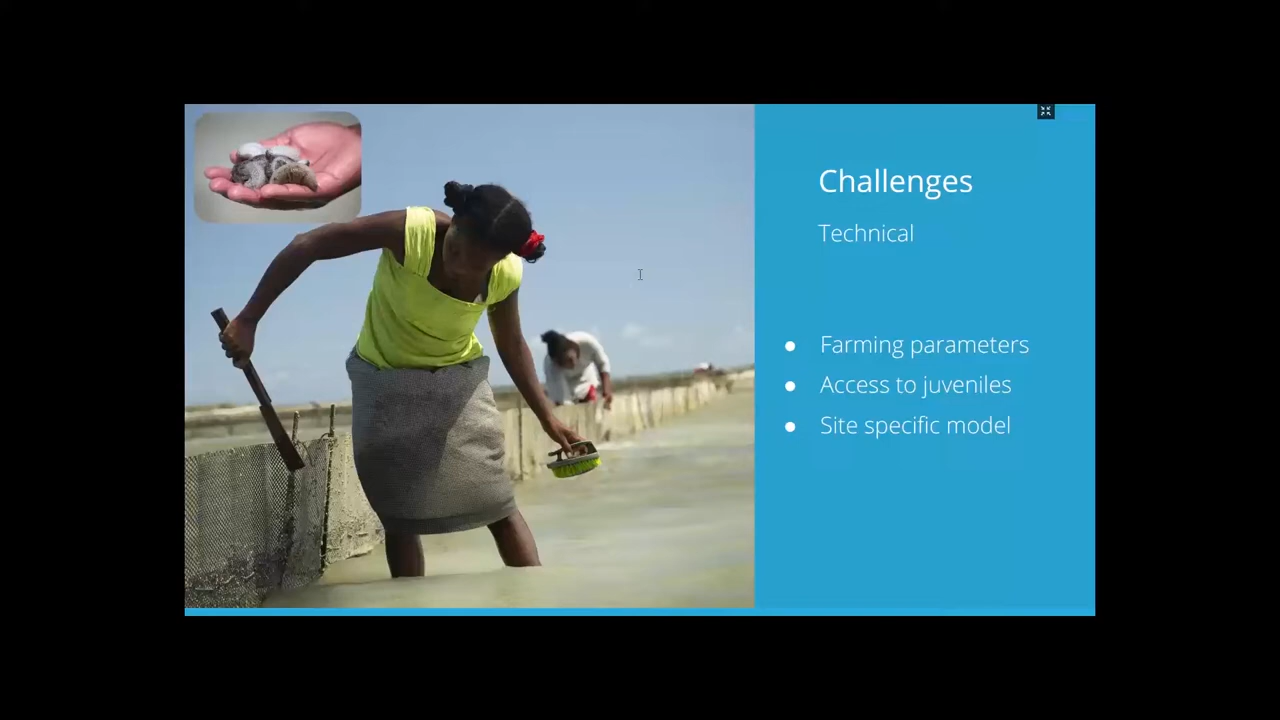 Challenges
Technical
● Farming parameters
● Access to juveniles
● Site specific model